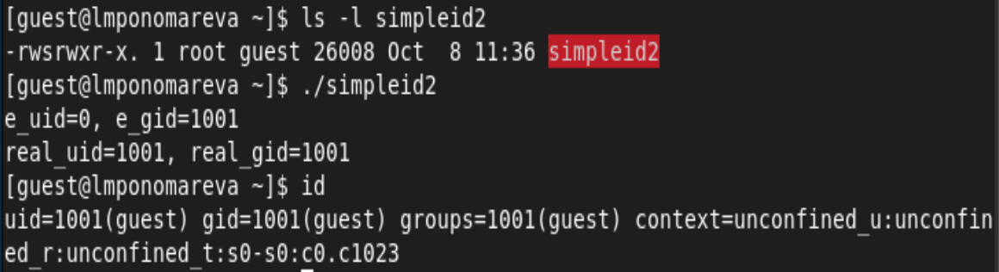 [guest@lmponomareva ~]$ ls -l simpleid2
-rwsrwxr-x. 1 root guest 26008 Oct  8 11:36 simpleid2
[guest@lmponomareva ~]$ ./simpleid2
e_uid=0, e_gid=1001
real_uid=1001, real_gid=1001
[guest@lmponomareva ~]$ id
uid=1001(guest) gid=1001(guest) groups=1001(guest) context=unconfined_u:unconfin
ed_r:unconfined_t:s0-s0:c0.c1023